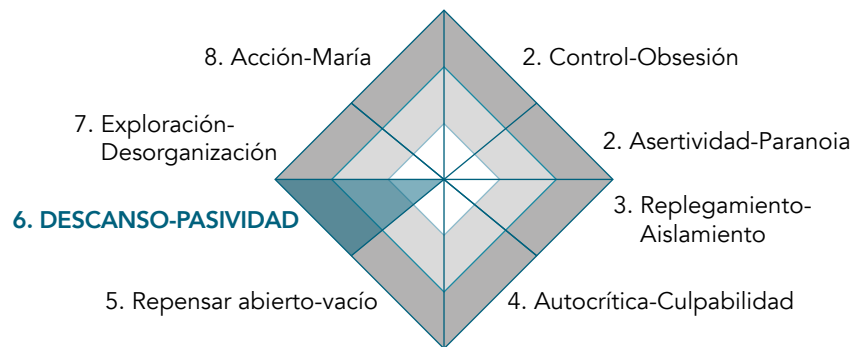 8. Acción-María
2. Control-Obsesión
7. Exploración-
Desorganización
2. Asertividad-Paranoia
6. DESCANSO-PASIVIDAD
3. Replegamiento-
Aislamiento
5. Repensar abierto-vacío
4. Autocrítica-Culpabilidad